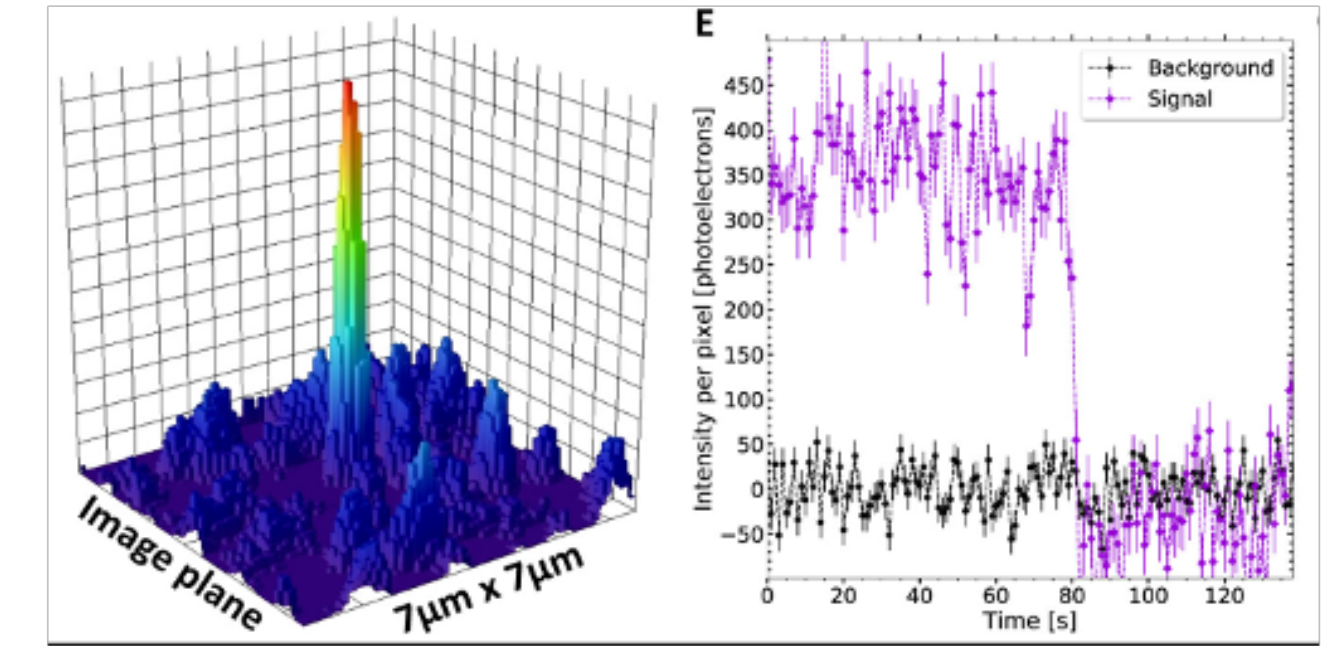 Image plane
7μm x 7μm
E
Intensity per pixel [photoelectrons]
450
400
350
300
250
200
150
100
50
0
−50
Background
Signal
0 20 40 60 80 100 120
Time [s]